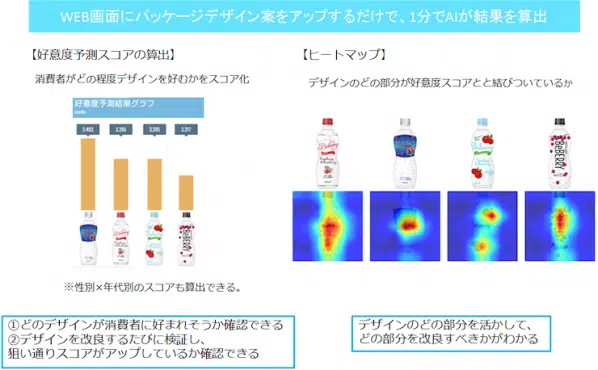 WEB画面にパッケージデザイン案をアップするだけで、1分でAIが結果を算出
【好意度予測スコアの算出】
消費者がどの程度デザインを好むかをスコア化
好意度予測結果グラフ
※性別×年代別のスコアも算出できる。
①どのデザインが消費者に好まれそうか確認できる
②デザインを改良するたびに検証し、
狙い通りスコアがアップしているか確認できる
【ヒートマップ】
デザインのどの部分が好意度スコアとと結びついているか
BeBERRY
デザインのどの部分を活かして、
どの部分を改良すべきかがわかる